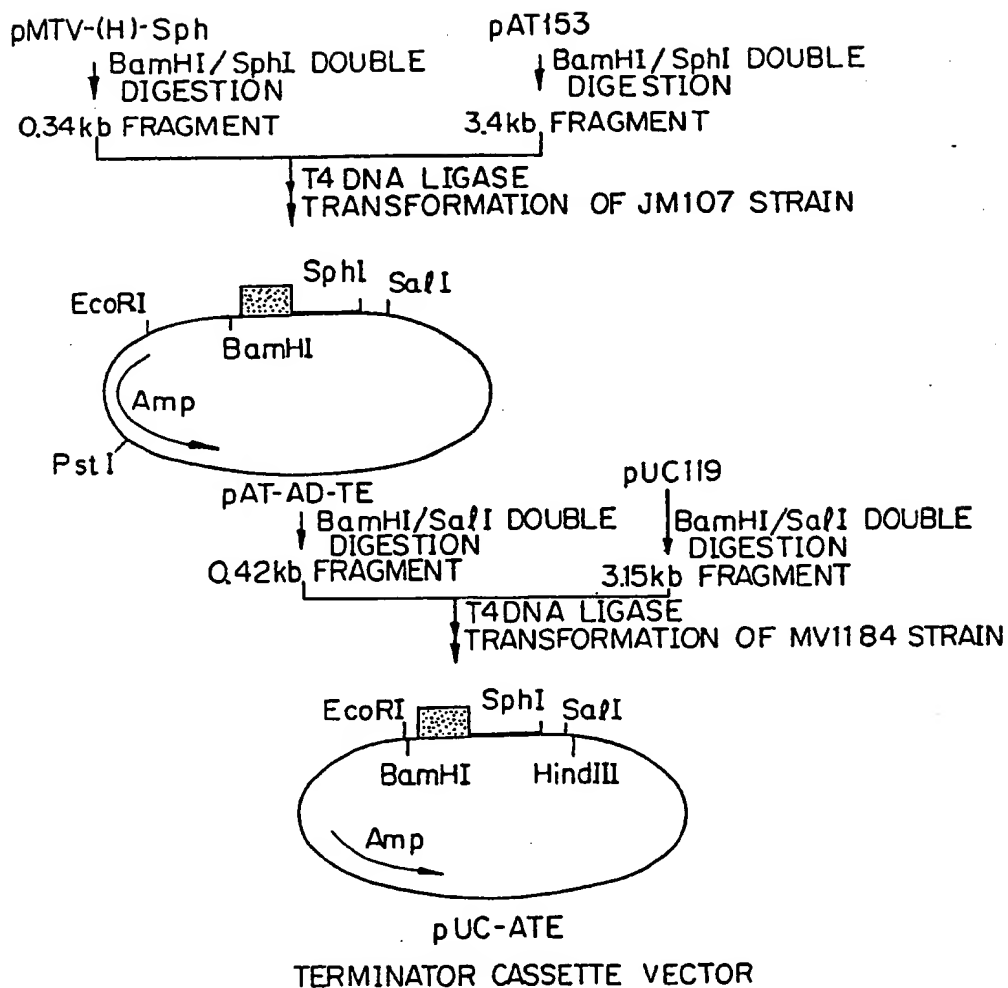 pMTV-(H)-Sph
BamHI/SphI DOUBLE
DIGESTION
0.34kb FRAGMENT
pAT153
BamHI/SphI DOUBLE
DIGESTION
3.4kb FRAGMENT
T4 DNA LIGASE
TRANSFORMATION OF JM107 STRAIN
EcoRI
SphI
SalI
BamHI
Amp
PstI
pAT-AD-TE
BamHI/SalI DOUBLE
DIGESTION
0.42kb FRAGMENT
pUC119
BamHI/SalI DOUBLE
DIGESTION
3.15kb FRAGMENT
T4 DNA LIGASE
TRANSFORMATION OF MV1184 STRAIN
EcoRI
SphI
SalI
BamHI
HindIII
Amp
pUC-ATE
TERMINATOR CASSETTE VECTOR